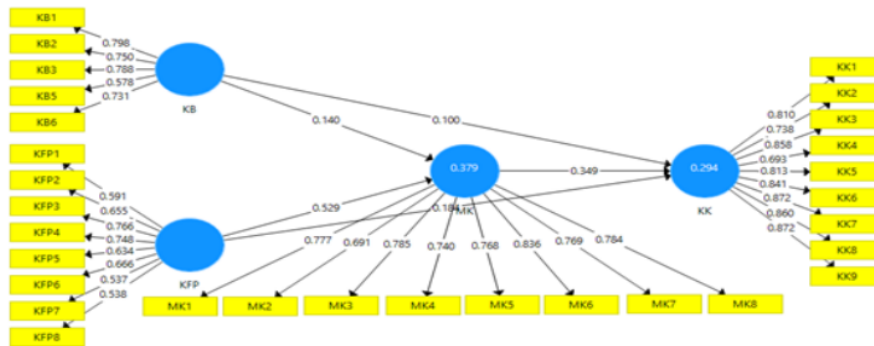 KB1
KB2
KB3
KB5
KB6
0.798
0.750
0.788
0.578
0.731
KB
0.140
0.100
KFP1
KFP2
KFP3
KFP4
KFP5
KFP6
KFP7
KFP8
0.591
0.655
0.766
0.748
0.634
0.666
0.537
0.538
KFP
0.529
0.184
0.379
MK
0.349
0.777
0.691
0.785
0.740
0.768
0.836
0.769
0.784
MK1
MK2
MK3
MK4
MK5
MK6
MK7
MK8
0.294
KK
0.810
0.738
0.858
0.693
0.813
0.841
0.872
0.860
0.872
KK1
KK2
KK3
KK4
KK5
KK6
KK7
KK8
KK9